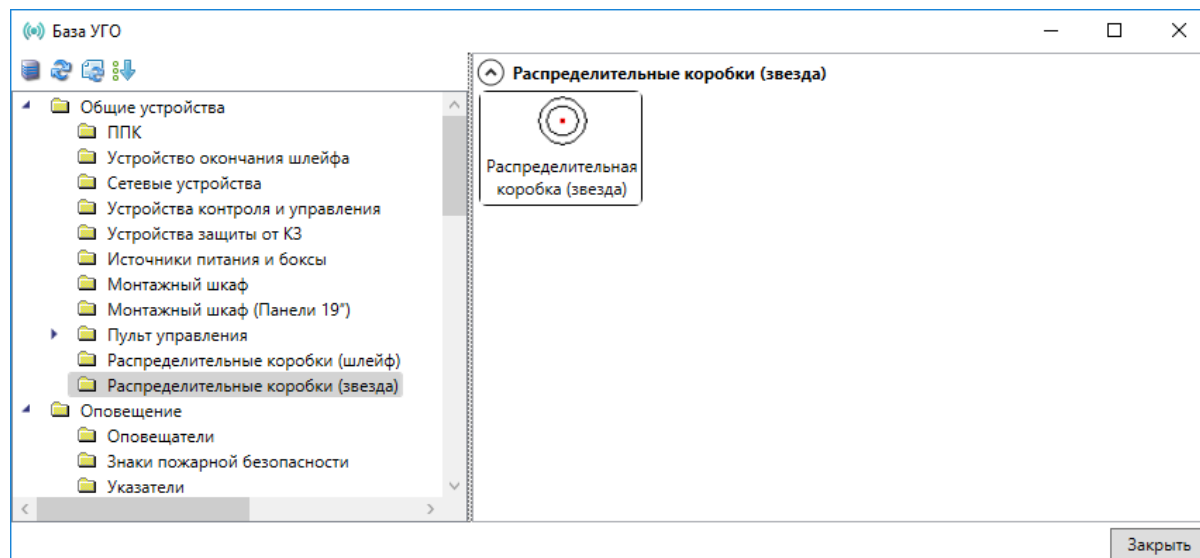 База УГО
Общие устройства
ППК
Устройство окончания шлейфа
Сетевые устройства
Устройства контроля и управления
Устройства защиты от КЗ
Источники питания и боксы
Монтажный шкаф
Монтажный шкаф (Панели 19")
Пульт управления
Распределительные коробки (шлейф)
Распределительные коробки (звезда)
Оповещение
Оповещатели
Знаки пожарной безопасности
Указатели
Распределительные коробки (звезда)
Распределительная
коробка (звезда)
Закрыть